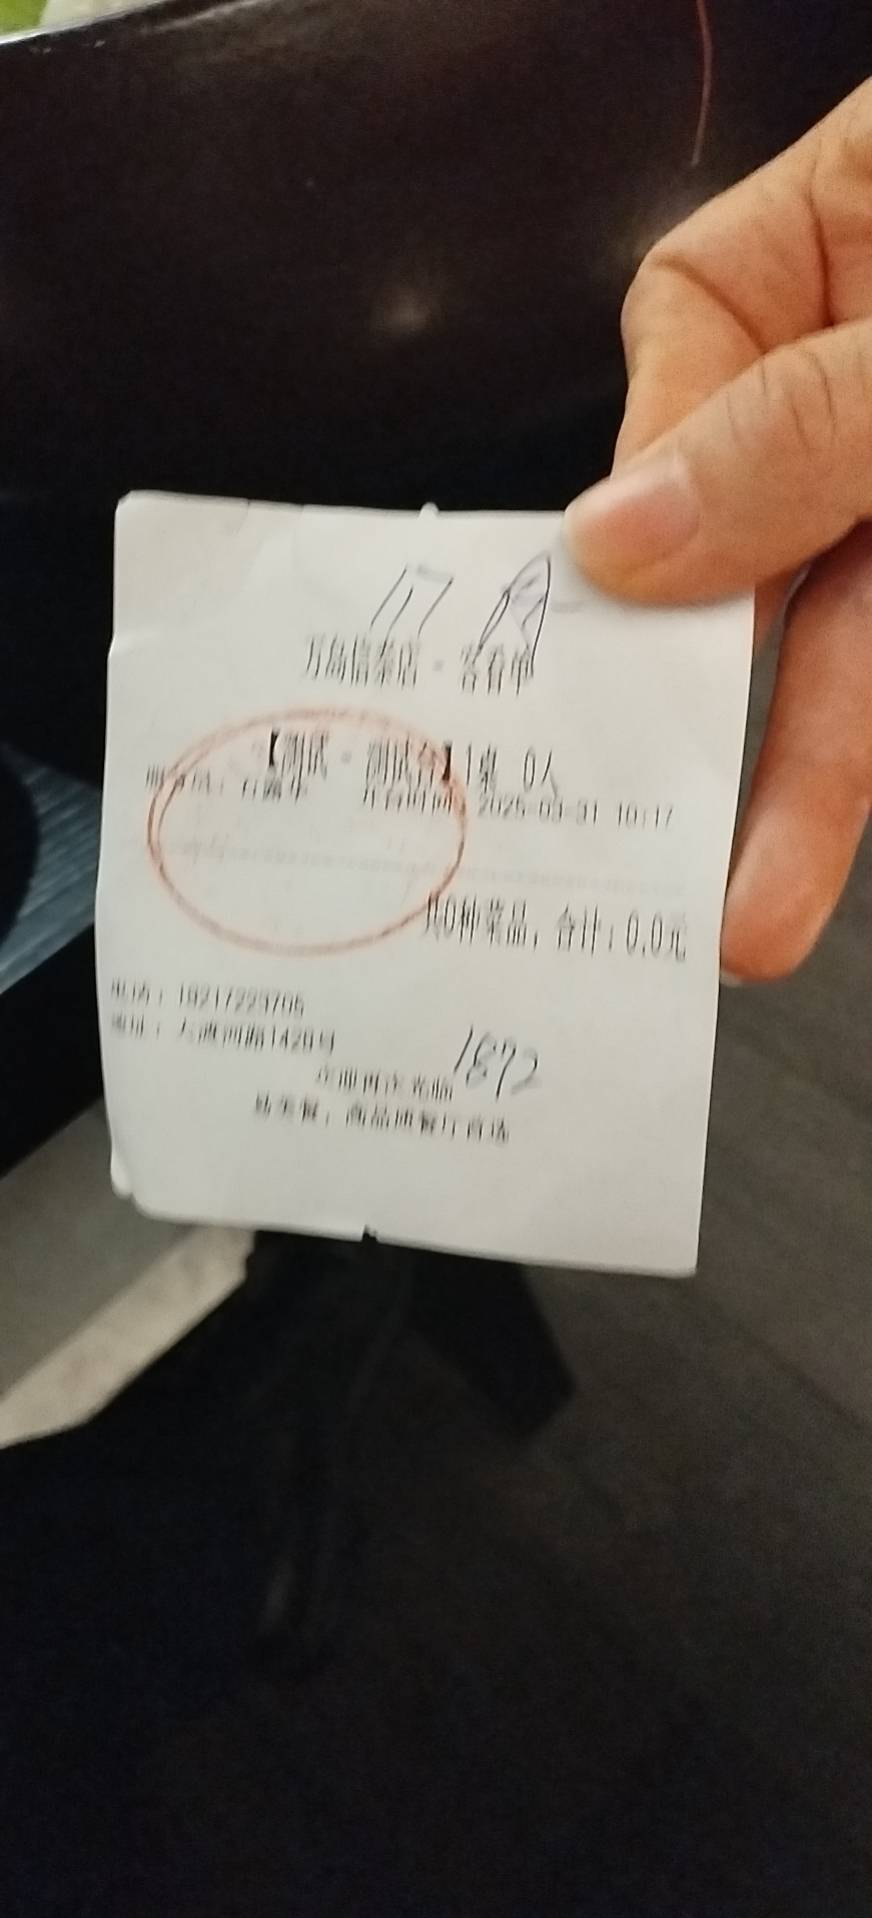 117
万岛信泰店 - 客看单
【测试 - 测试台】1桌 0人
开台时间 2025-03-31 10:17
共0种菜品, 合计: 0.0元
电话: 18217223706
地址: 大渡河路1428号
1872
欢迎再次光临